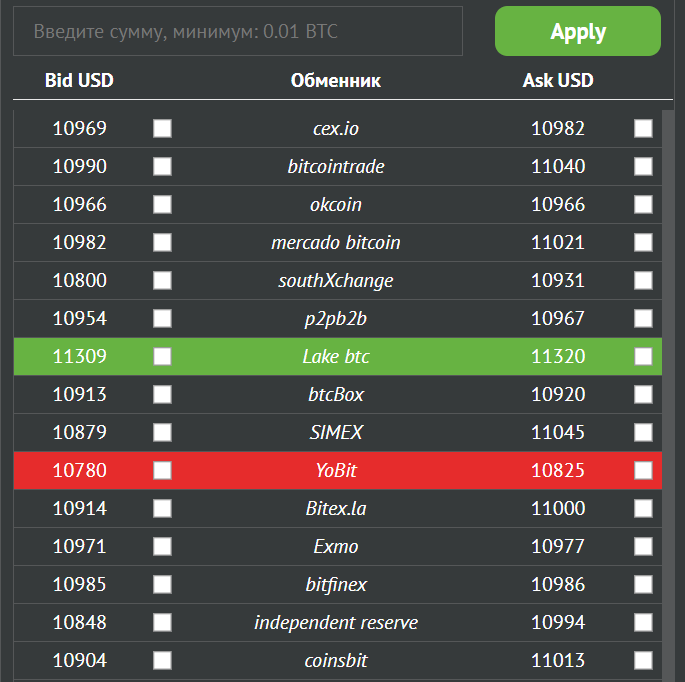 Введите сумму, минимум: 0.01 BTC Apply
Bid USD Обменник Ask USD
10969 cex.io 10982
10990 bitcointrade 11040
10966 okcoin 10966
10982 mercado bitcoin 11021
10800 southXchange 10931
10954 p2pb2b 10967
11309 Lake btc 11320
10913 btcBox 10920
10879 SIMEX 11045
10780 YoBit 10825
10914 Bitex.la 11000
10971 Exmo 10977
10985 bitfinex 10986
10848 independent reserve 10994
10904 coinsbit 11013